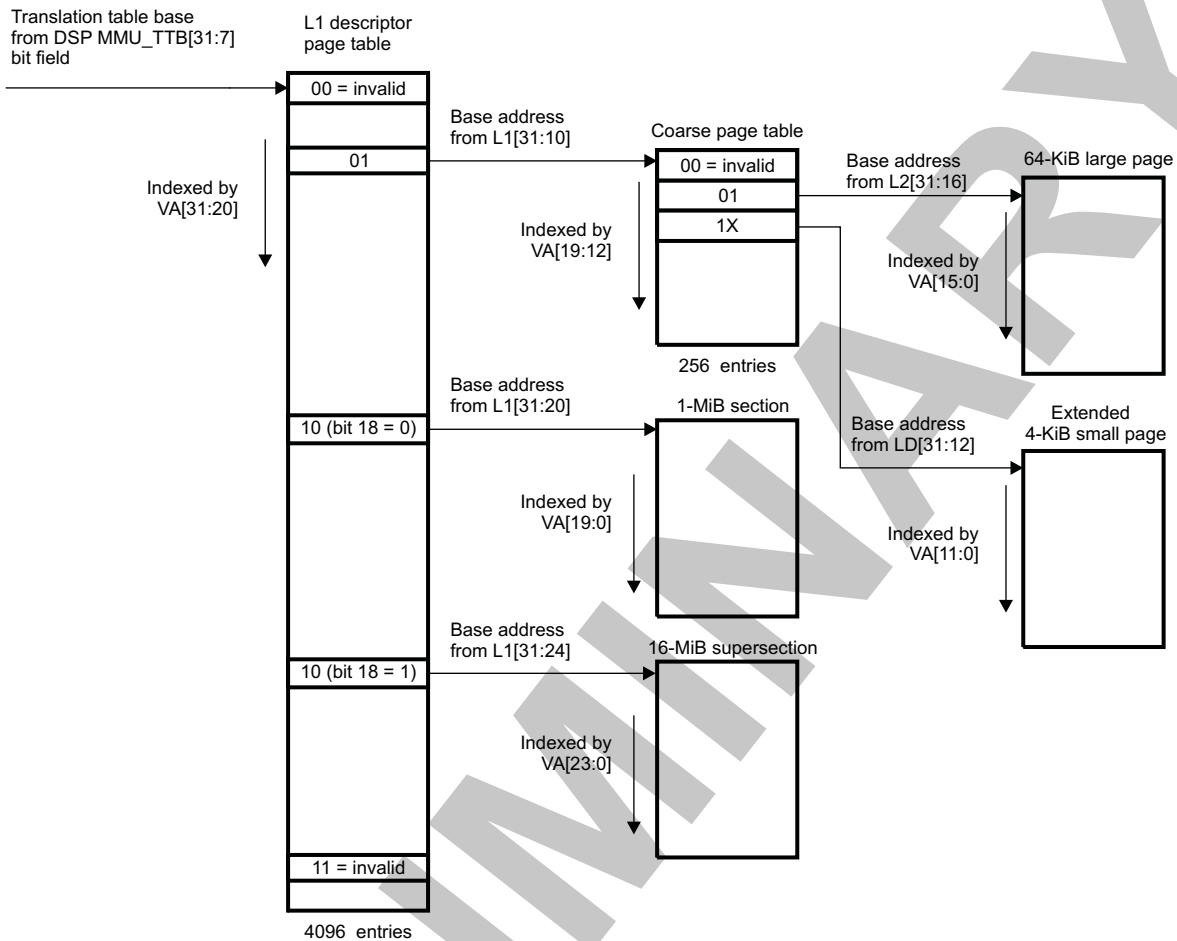 Translation table base
from DSP MMU_TTB[31:7]
bit field
L1 descriptor
page table
00 = invalid
01
Indexed by
VA[31:20]
10 (bit 18 = 0)
10 (bit 18 = 1)
11 = invalid
4096 entries
Base address
from L1[31:10]
Coarse page table
00 = invalid
01
1X
Indexed by
VA[19:12]
256 entries
Base address
from L2[31:16]
64-KiB large page
Indexed by
VA[15:0]
Base address
from L1[31:20]
1-MiB section
Indexed by
VA[19:0]
Base address
from LD[31:12]
Extended
4-KiB small page
Indexed by
VA[11:0]
Base address
from L1[31:24]
16-MiB supersection
Indexed by
VA[23:0]
IMINARY